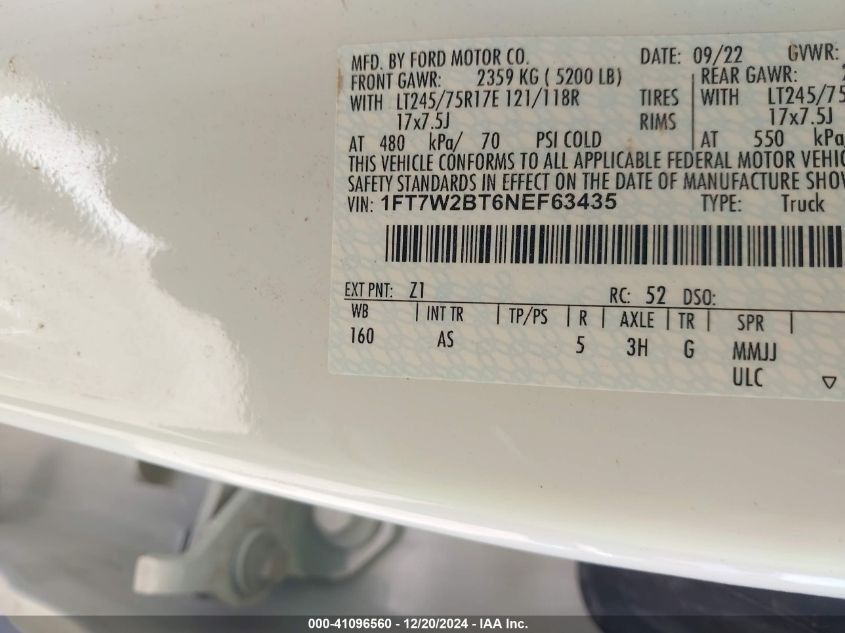 MFD. BY FORD MOTOR CO. DATE: 09/22 GVWR:
FRONT GAWR: 2359 KG ( 5200 LB) REAR GAWR:
WITH LT245/75R17E 121/118R TIRES WITH LT245/75
17x7.5J RIMS 17x7.5J
AT 480 kPa/ 70 PSI COLD AT 550 kPa/
THIS VEHICLE CONFORMS TO ALL APPLICABLE FEDERAL MOTOR VEHIC
SAFETY STANDARDS IN EFFECT ON THE DATE OF MANUFACTURE SHOW
VIN: 1FT7W2BT6NEF63435 TYPE: Truck
EXT PNT: Z1 RC: 52 DSO:
WB INT TR TP/PS R AXLE TR SPR
160 AS 5 3H G MMJJ
ULC
000-41096560 — 12/20/2024 — IAA Inc.